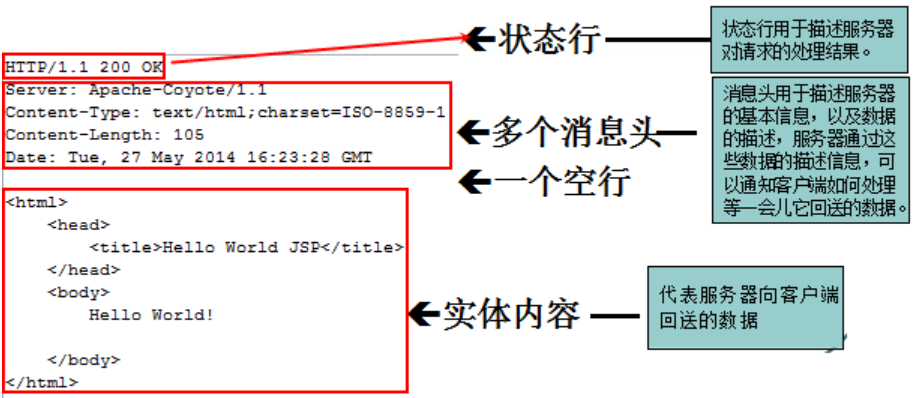 状态行用于描述服务器
对请求的处理结果。
状态行
HTTP/1.1 200 OK
Server: Apache-Coyote/1.1
Content-Type: text/html;charset=ISO-8859-1
Content-Length: 105
Date: Tue, 27 May 2014 16:23:28 GMT
多个消息头
消息头用于描述服务器
的基本信息，以及数据
的描述，服务器通过这
些数据的描述信息，可
以通知客户端如何处理
等一会儿它回送的数据。
一个空行
<html>
<head>
<title>Hello World JSP</title>
</head>
<body>
Hello World!
</body>
</html>
实体内容
代表服务器向客户端
回送的数据